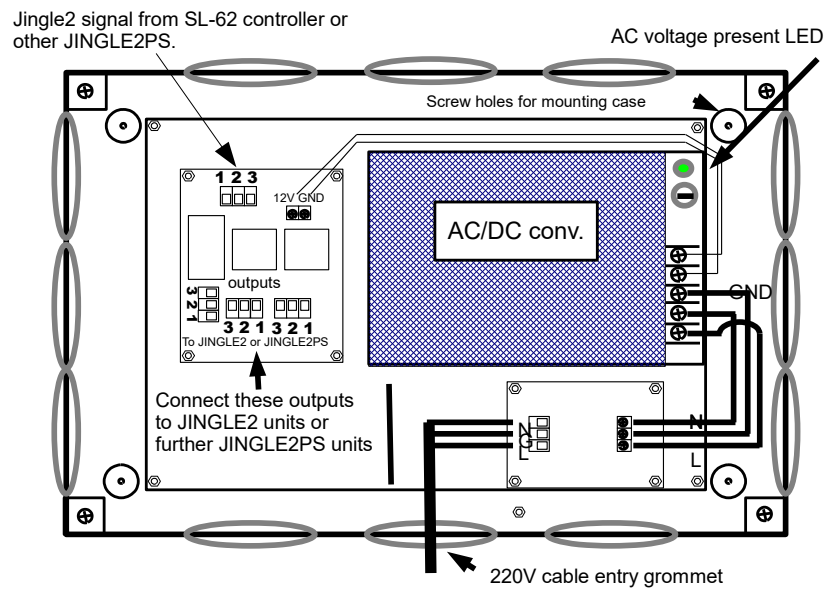 Jingle2 signal from SL-62 controller or
other JINGLE2PS.
AC voltage present LED
Screw holes for mounting case
1 2 3
12V GND
AC/DC conv.
outputs
3
2
1
3 2 1 3 2 1
To JINGLE2 or JINGLE2PS
GND
Connect these outputs
to JINGLE2 units or
further JINGLE2PS units
N
G
L
N
L
220V cable entry grommet